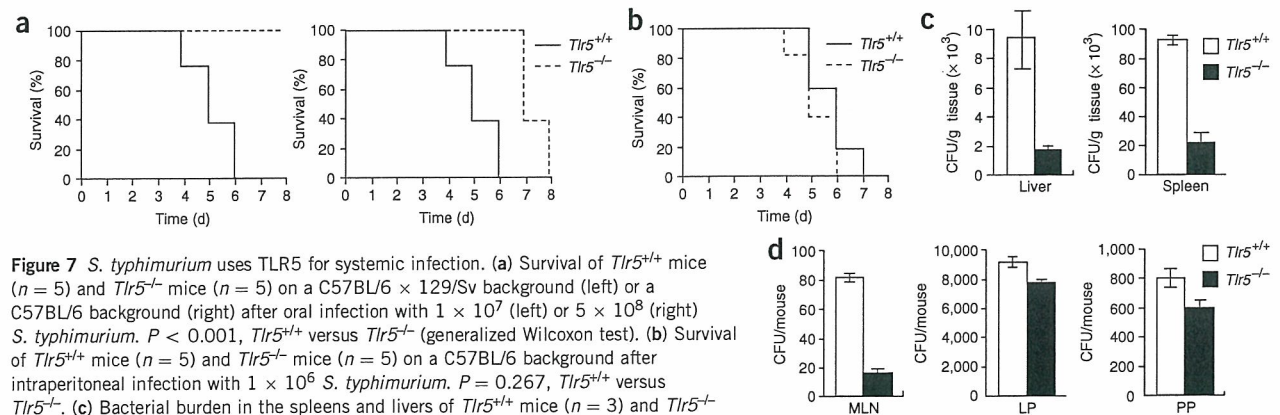 a
b
c
Survival (%)
100
80
60
40
20
0
0 1 2 3 4 5 6 7 8
Time (d)
Survival (%)
100
80
60
40
20
0
0 1 2 3 4 5 6 7 8
Time (d)
Tlr5+/+
Tlr5–/–
Survival (%)
100
80
60
40
20
0
0 1 2 3 4 5 6 7 8
Time (d)
Tlr5+/+
Tlr5–/–
CFU/g tissue (× 10³)
10
8
6
4
2
0
Liver
CFU/g tissue (× 10³)
100
80
60
40
20
0
Spleen
Tlr5+/+
Tlr5–/–
Figure 7 S. typhimurium uses TLR5 for systemic infection. (a) Survival of Tlr5+/+ mice
(n = 5) and Tlr5–/– mice (n = 5) on a C57BL/6 × 129/Sv background (left) or a
C57BL/6 background (right) after oral infection with 1 × 10⁷ (left) or 5 × 10⁸ (right)
S. typhimurium. P < 0.001, Tlr5+/+ versus Tlr5–/– (generalized Wilcoxon test). (b) Survival
of Tlr5+/+ mice (n = 5) and Tlr5–/– mice (n = 5) on a C57BL/6 background after
intraperitoneal infection with 1 × 10⁶ S. typhimurium. P = 0.267, Tlr5+/+ versus
Tlr5–/–. (c) Bacterial burden in the spleens and livers of Tlr5+/+ mice (n = 3) and Tlr5–/–
d
CFU/mouse
100
80
60
40
20
0
MLN
CFU/mouse
10,000
8,000
6,000
4,000
2,000
0
LP
CFU/mouse
1,000
800
600
400
200
0
PP
Tlr5+/+
Tlr5–/–